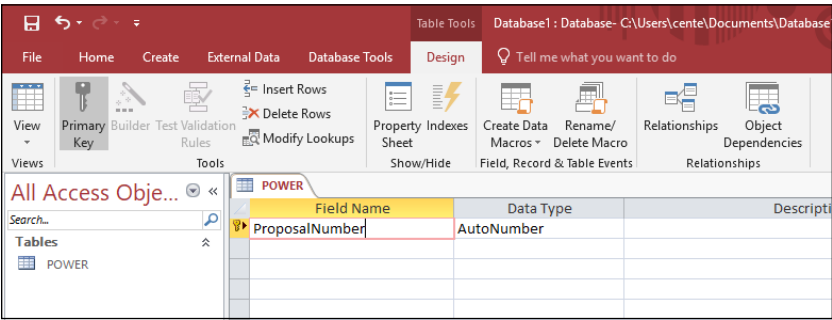 Table Tools
Database1 : Database- C:\Users\cente\Documents\Database
File Home Create External Data Database Tools Design Tell me what you want to do
View
Primary Key
Builder
Test Validation Rules
Insert Rows
Delete Rows
Modify Lookups
Property Sheet
Indexes
Create Data Macros
Rename/ Delete Macro
Relationships
Object Dependencies
Views Tools Show/Hide Field, Record & Table Events Relationships
All Access Obje...
Search...
Tables
POWER
POWER
Field Name Data Type Descripti
ProposalNumber AutoNumber